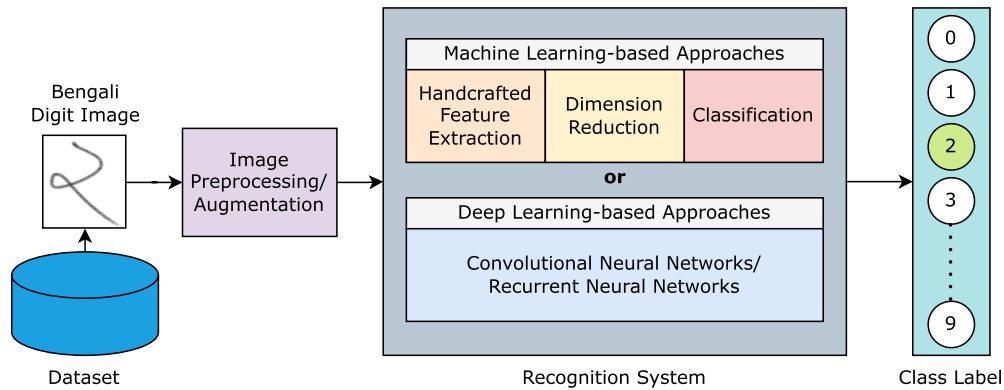 Bengali
Digit Image
২
Dataset
Image
Preprocessing/
Augmentation
Machine Learning-based Approaches
Handcrafted
Feature
Extraction
Dimension
Reduction
Classification
or
Deep Learning-based Approaches
Convolutional Neural Networks/
Recurrent Neural Networks
Recognition System
0
1
2
3
9
Class Label